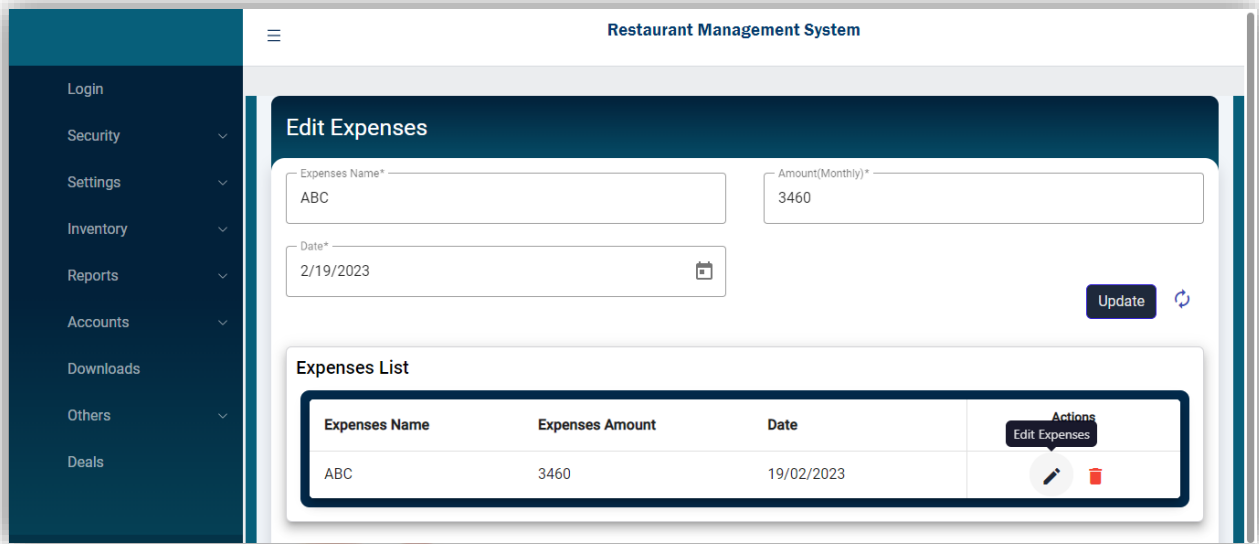 Restaurant Management System
Login
Security
Settings
Inventory
Reports
Accounts
Downloads
Others
Deals
Edit Expenses
Expenses Name*
ABC
Amount(Monthly)*
3460
Date*
2/19/2023
Update
Expenses List
Expenses Name Expenses Amount Date Actions
Edit Expenses
ABC 3460 19/02/2023